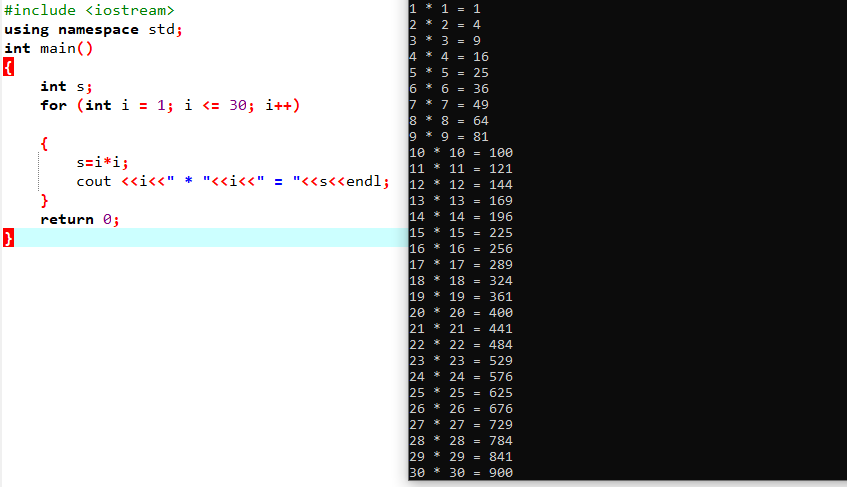 #include <iostream>
using namespace std;
int main()
{
    int s;
    for (int i = 1; i <= 30; i++)

    {
        s=i*i;
        cout <<i<<" * "<<i<<" = "<<s<<endl;
    }
    return 0;
}
1 * 1 = 1
2 * 2 = 4
3 * 3 = 9
4 * 4 = 16
5 * 5 = 25
6 * 6 = 36
7 * 7 = 49
8 * 8 = 64
9 * 9 = 81
10 * 10 = 100
11 * 11 = 121
12 * 12 = 144
13 * 13 = 169
14 * 14 = 196
15 * 15 = 225
16 * 16 = 256
17 * 17 = 289
18 * 18 = 324
19 * 19 = 361
20 * 20 = 400
21 * 21 = 441
22 * 22 = 484
23 * 23 = 529
24 * 24 = 576
25 * 25 = 625
26 * 26 = 676
27 * 27 = 729
28 * 28 = 784
29 * 29 = 841
30 * 30 = 900